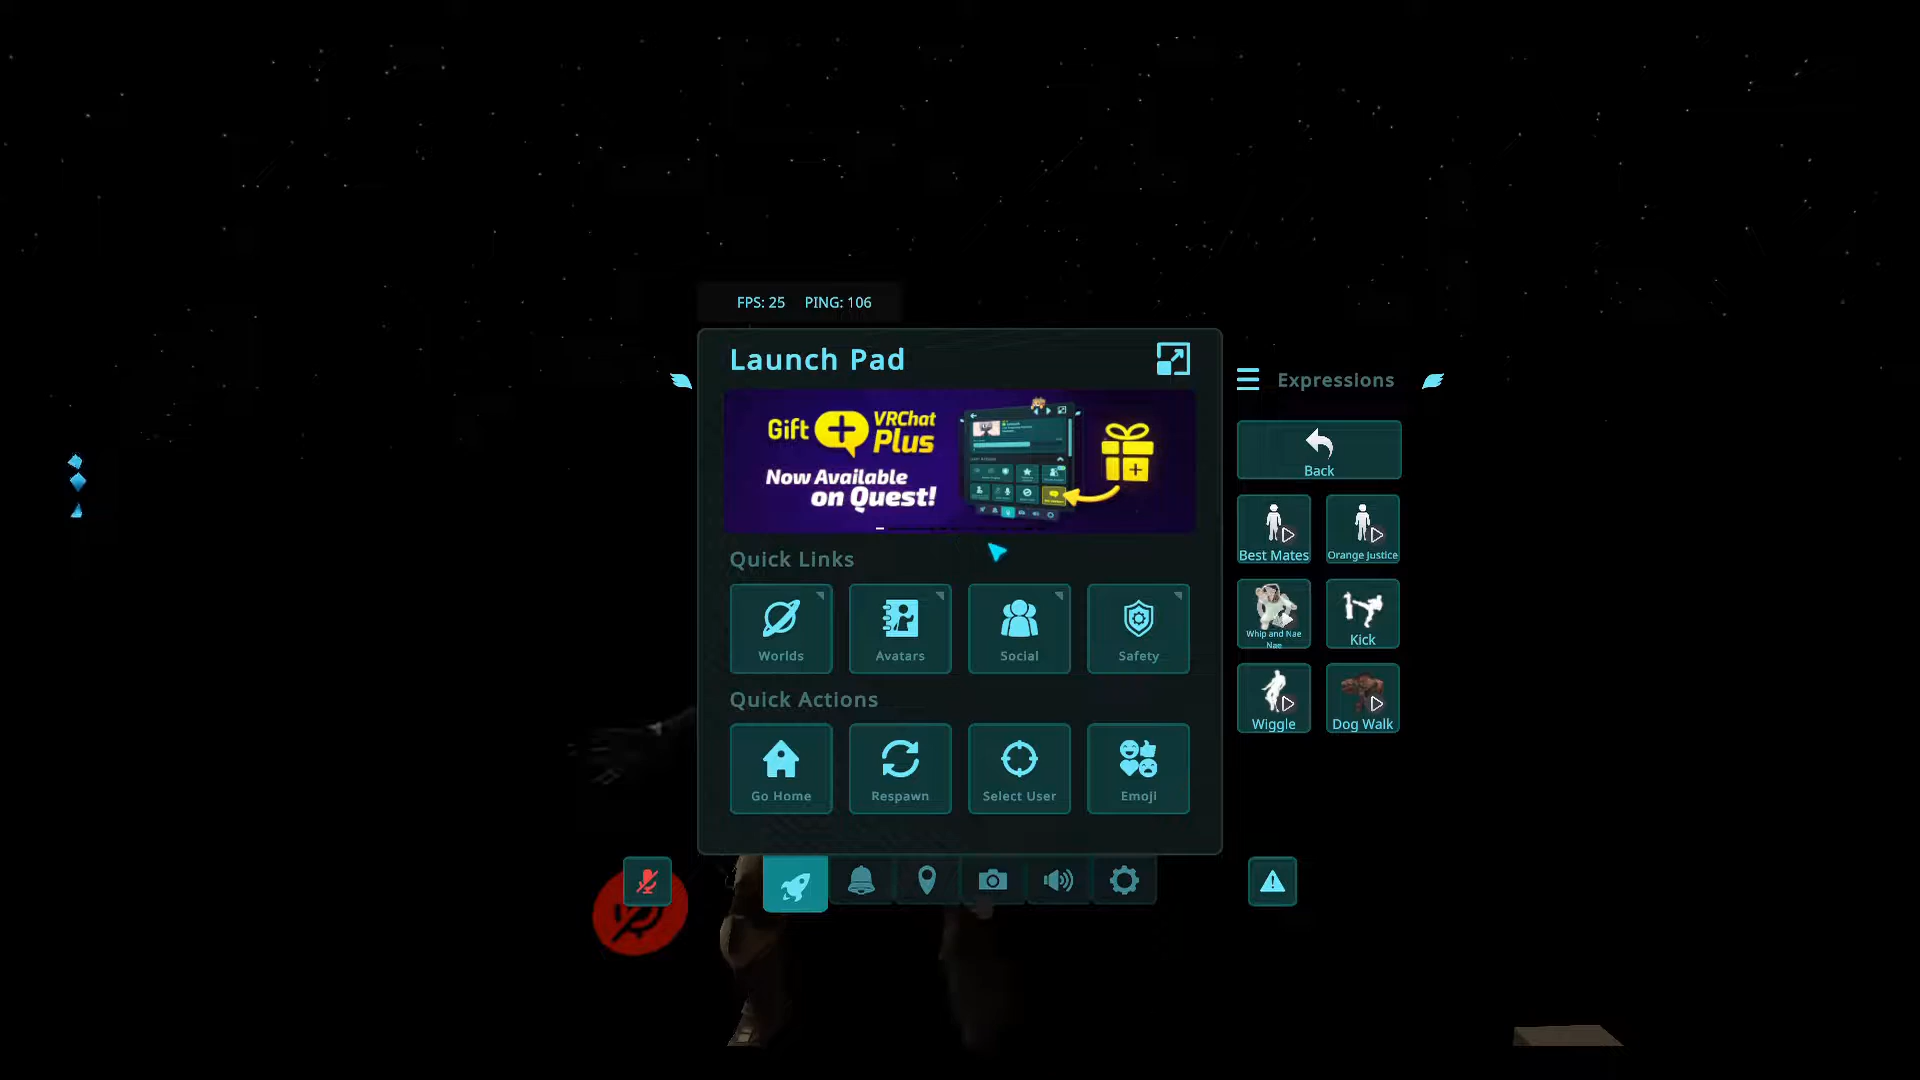 FPS: 25 PING: 106
Launch Pad
Gift + VRChat Plus
Now Available
on Quest!
Quick Links
Worlds Avatars Social Safety
Quick Actions
Go Home Respawn Select User Emoji
Expressions
Back
Best Mates Orange Justice
Whip and Nae Nae Kick
Wiggle Dog Walk